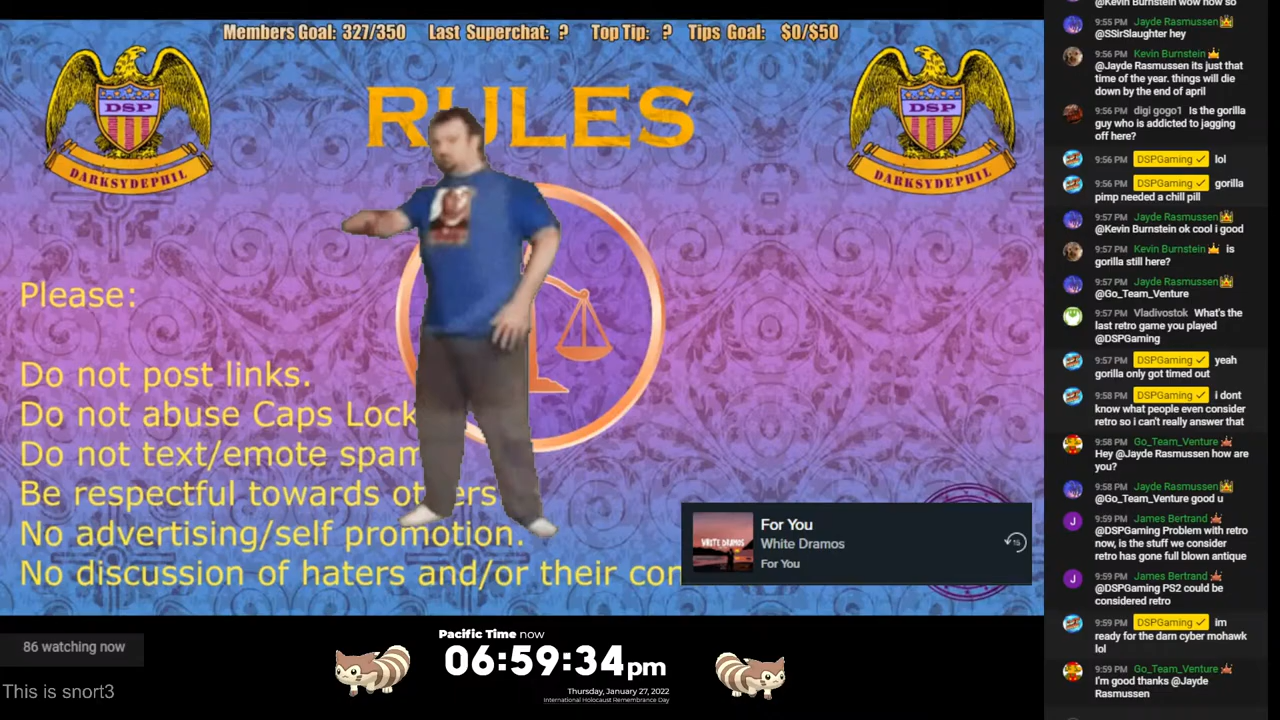 Members Goal: 327/350 Last Superchat: ? Top Tip: ? Tips Goal: $0/$50
DSP
DARKSYDEPHIL
RULES
DSP
DARKSYDEPHIL
Please:
Do not post links.
Do not abuse Caps Lock
Do not text/emote spam
Be respectful towards ot ers
No advertising/self promotion.
No discussion of haters and/or their con
WHITE DRAMOS
For You
White Dramos
For You
15
86 watching now
This is snort3
Pacific Time now
06:59:34pm
Thursday, January 27, 2022
International Holocaust Remembrance Day
@Kevin Burnstein wow how so
9:55 PM Jayde Rasmussen
@SSirSlaughter hey
9:56 PM Kevin Burnstein
@Jayde Rasmussen its just that
time of the year. things will die
down by the end of april
9:56 PM digi gogo1 Is the gorilla
guy who is addicted to jagging
off here?
9:56 PM DSPGaming lol
9:56 PM DSPGaming gorilla
pimp needed a chill pill
9:57 PM Jayde Rasmussen
@Kevin Burnstein ok cool i good
9:57 PM Kevin Burnstein is
gorilla still here?
9:57 PM Jayde Rasmussen
@Go_Team_Venture
9:57 PM Vladivostok What's the
last retro game you played
@DSPGaming
9:57 PM DSPGaming yeah
gorilla only got timed out
9:58 PM DSPGaming i dont
know what people even consider
retro so i can't really answer that
9:58 PM Go_Team_Venture
Hey @Jayde Rasmussen how are
you?
9:58 PM Jayde Rasmussen
@Go_Team_Venture good u
J
9:59 PM James Bertrand
@DSPGaming Problem with retro
now, is the stuff we consider
retro has gone full blown antique
J
9:59 PM James Bertrand
@DSPGaming PS2 could be
considered retro
9:59 PM DSPGaming im
ready for the darn cyber mohawk
lol
9:59 PM Go_Team_Venture
I'm good thanks @Jayde
Rasmussen